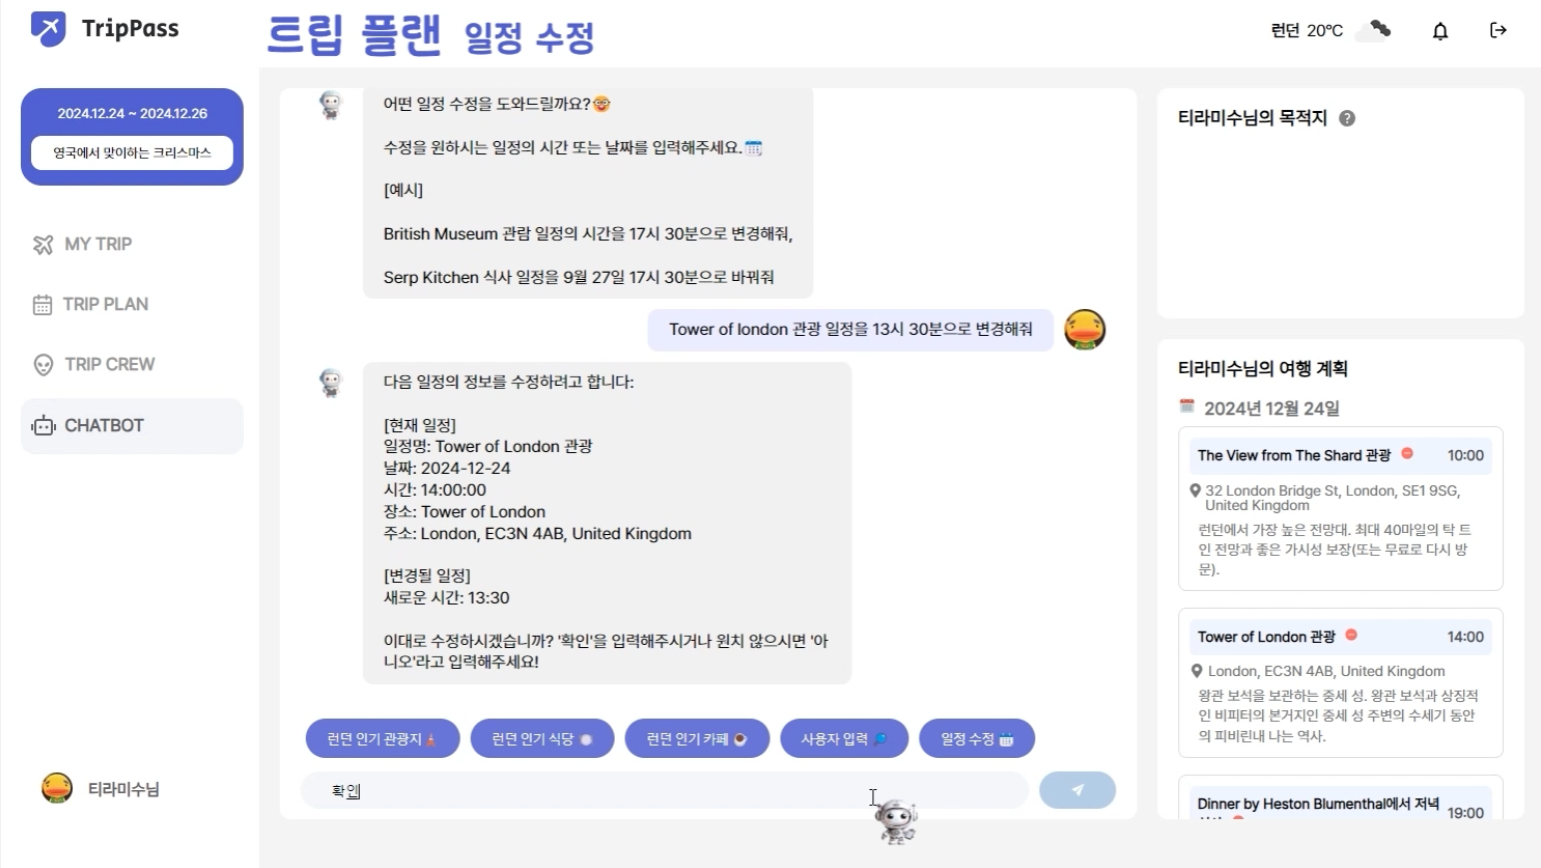 TripPass
트립 플랜 일정 수정
런던 20°C
2024.12.24 ~ 2024.12.26
영국에서 맞이하는 크리스마스
MY TRIP
TRIP PLAN
TRIP CREW
CHATBOT
티라미수님
어떤 일정 수정을 도와드릴까요?🤓
수정을 원하시는 일정의 시간 또는 날짜를 입력해주세요.📆
[예시]
British Museum 관람 일정의 시간을 17시 30분으로 변경해줘,
Serp Kitchen 식사 일정을 9월 27일 17시 30분으로 바꿔줘
Tower of london 관광 일정을 13시 30분으로 변경해줘
다음 일정의 정보를 수정하려고 합니다:
[현재 일정]
일정명: Tower of London 관광
날짜: 2024-12-24
시간: 14:00:00
장소: Tower of London
주소: London, EC3N 4AB, United Kingdom
[변경될 일정]
새로운 시간: 13:30
이대로 수정하시겠습니까? '확인'을 입력해주시거나 원치 않으시면 '아
니오'라고 입력해주세요!
런던 인기 관광지
런던 인기 식당
런던 인기 카페
사용자 입력
일정 수정
확인
티라미수님의 목적지 ?
티라미수님의 여행 계획
2024년 12월 24일
The View from The Shard 관광 10:00
32 London Bridge St, London, SE1 9SG,
United Kingdom
런던에서 가장 높은 전망대. 최대 40마일의 탁 트
인 전망과 좋은 가시성 보장(또는 무료로 다시 방
문).
Tower of London 관광 14:00
London, EC3N 4AB, United Kingdom
왕관 보석을 보관하는 중세 성. 왕관 보석과 상징적
인 비피터의 본거지인 중세 성 주변의 수세기 동안
의 피비린내 나는 역사.
Dinner by Heston Blumenthal에서 저녁
19:00